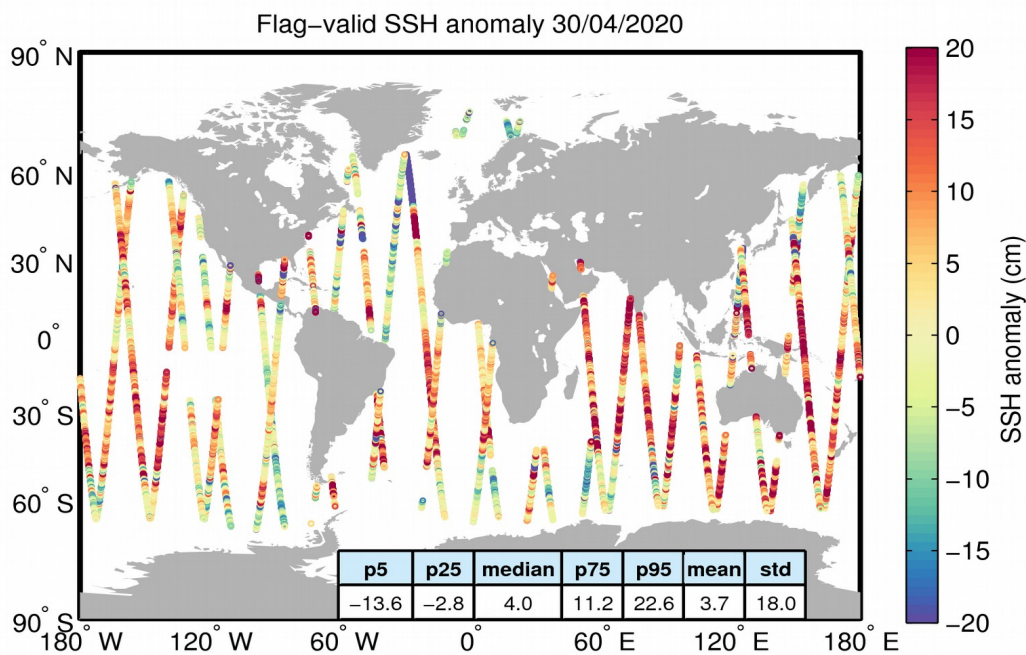 Flag−valid SSH anomaly 30/04/2020
90° N
60° N
30° N
0°
30° S
60° S
90° S
180° W 120° W 60° W 0° 60° E 120° E 180° E
p5 p25 median p75 p95 mean std
−13.6 −2.8 4.0 11.2 22.6 3.7 18.0
20
15
10
5
0
−5
−10
−15
−20
SSH anomaly (cm)